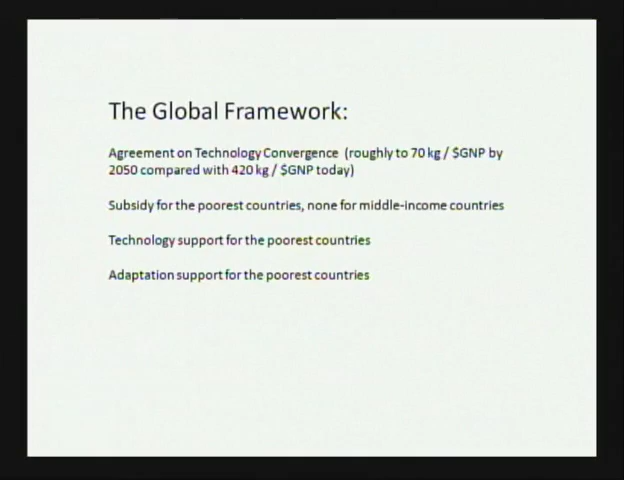 The Global Framework:
Agreement on Technology Convergence (roughly to 70 kg / $GNP by
2050 compared with 420 kg / $GNP today)
Subsidy for the poorest countries, none for middle-income countries
Technology support for the poorest countries
Adaptation support for the poorest countries